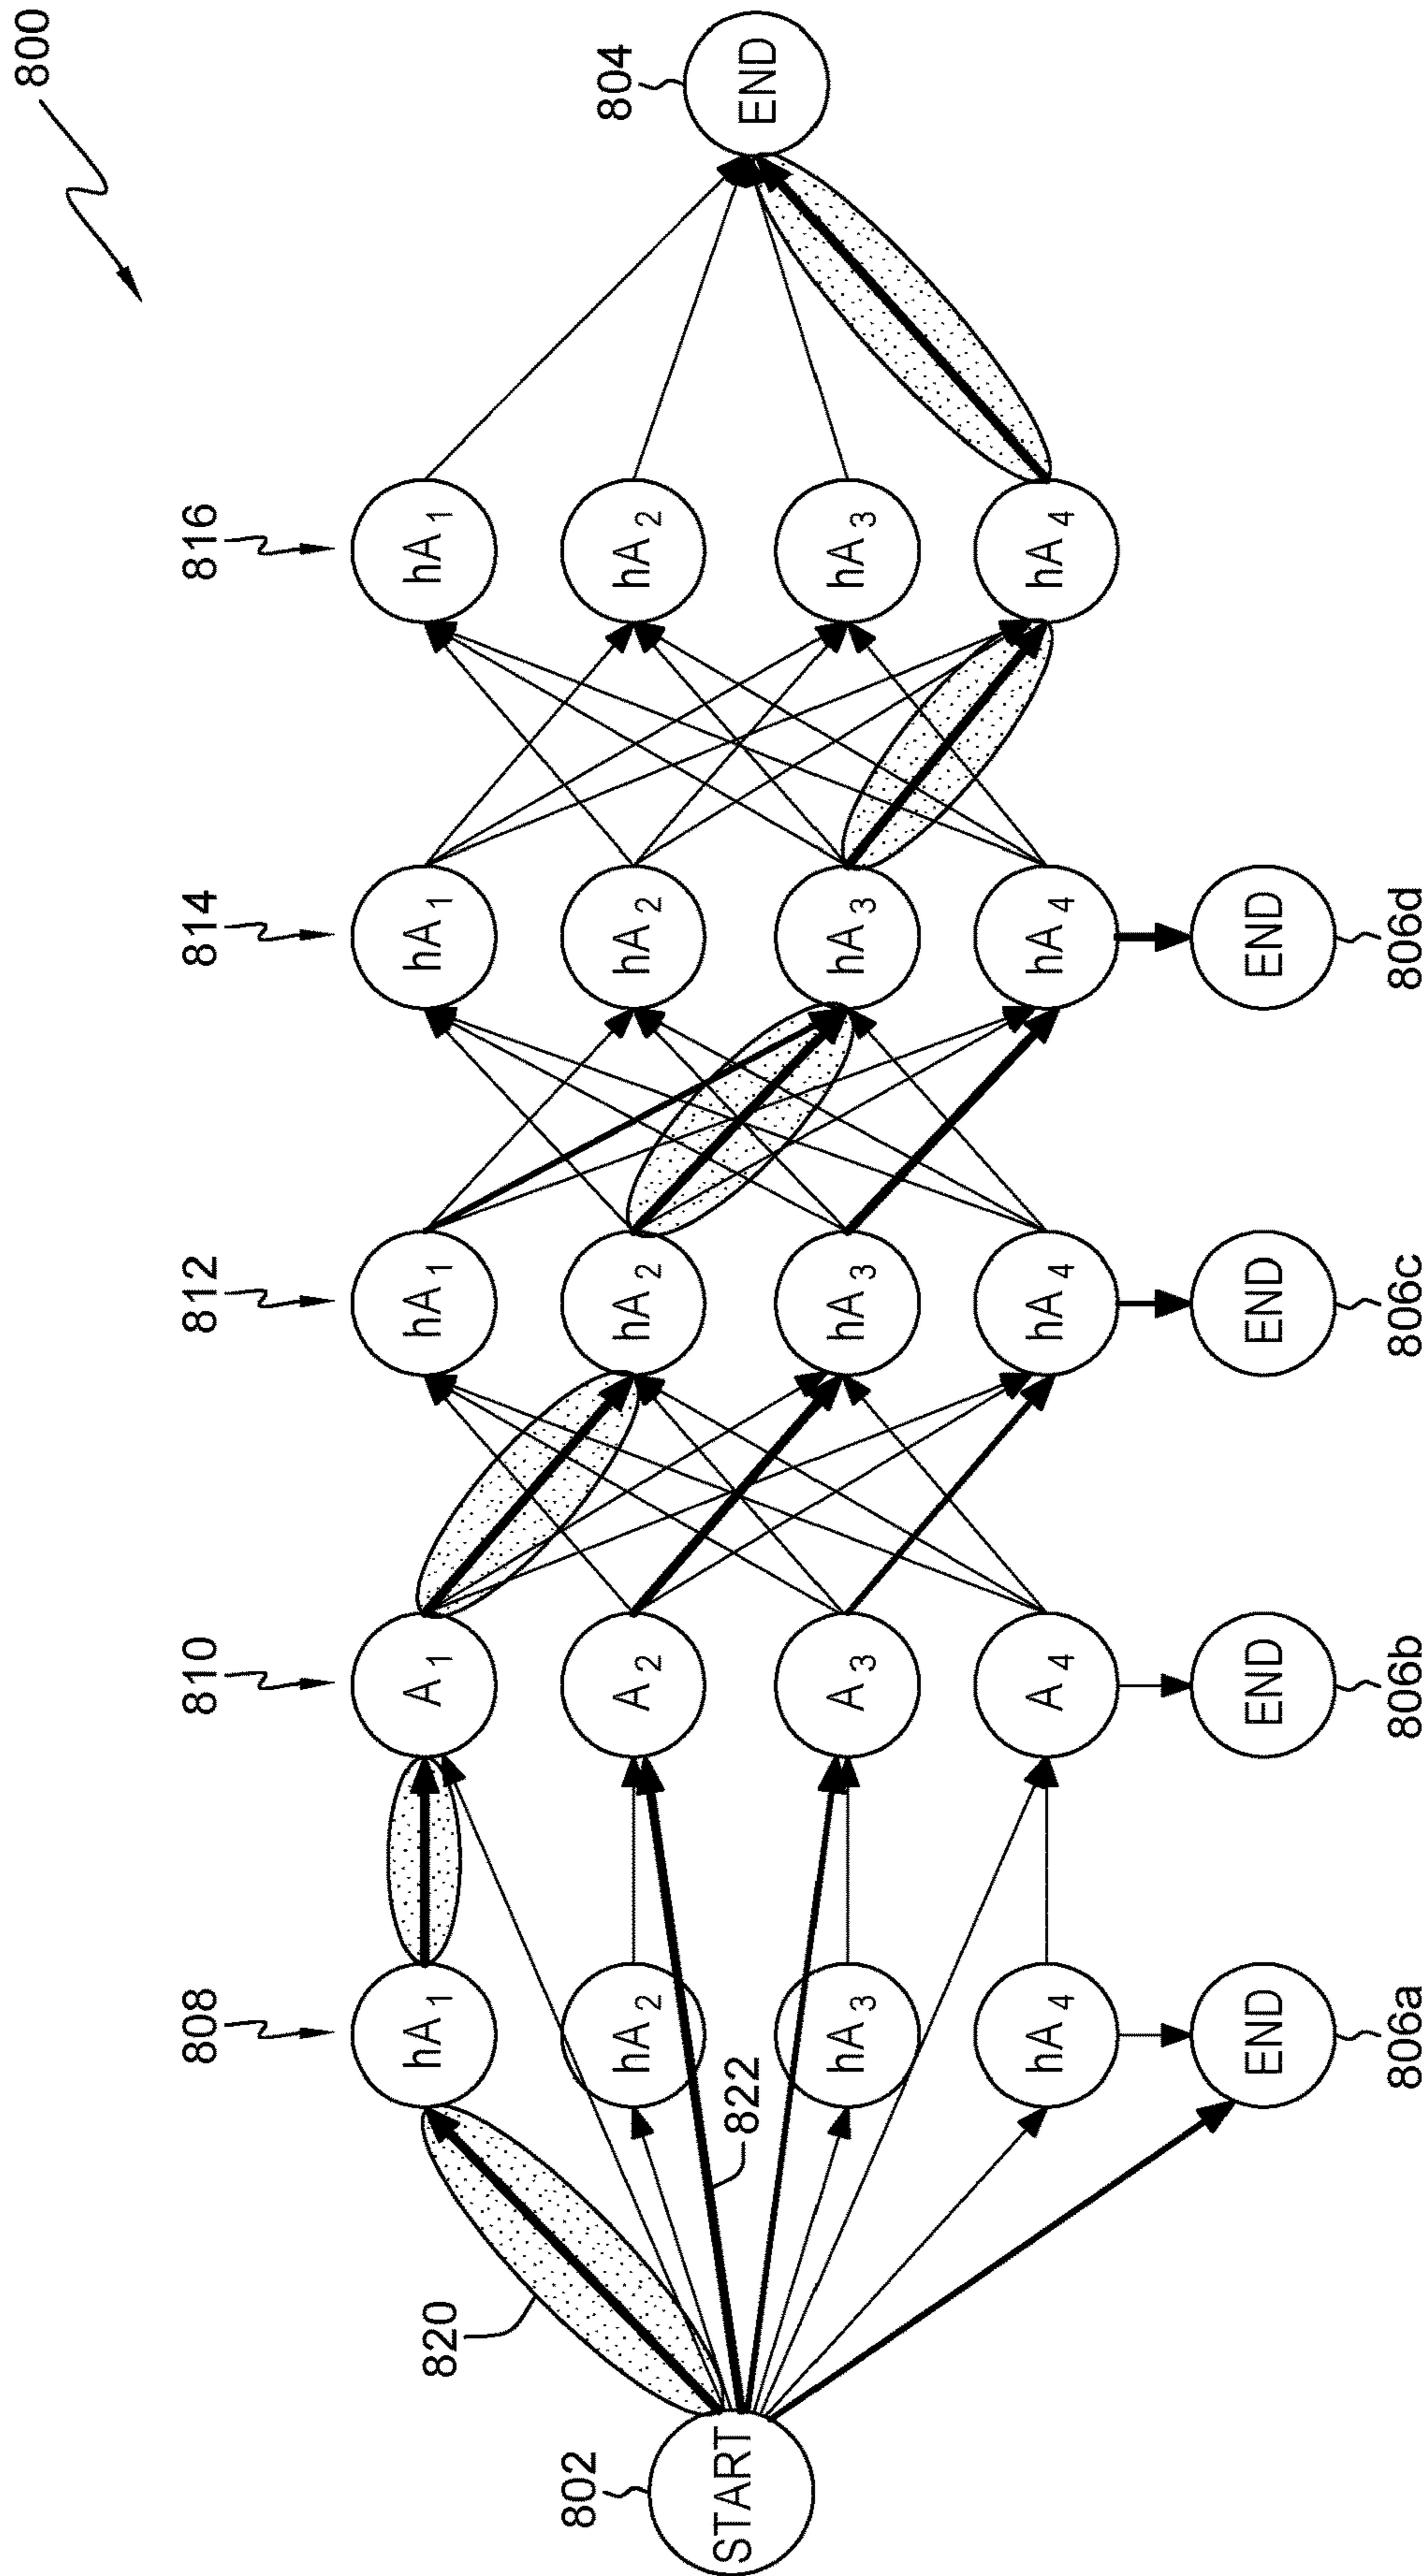 800
808
810
812
814
816
hA1
A1
hA1
hA1
hA1
820
hA2
A2
hA2
hA2
hA2
802
START
822
804
END
hA3
A3
hA3
hA3
hA3
hA4
A4
hA4
hA4
hA4
END
END
END
END
806a
806b
806c
806d